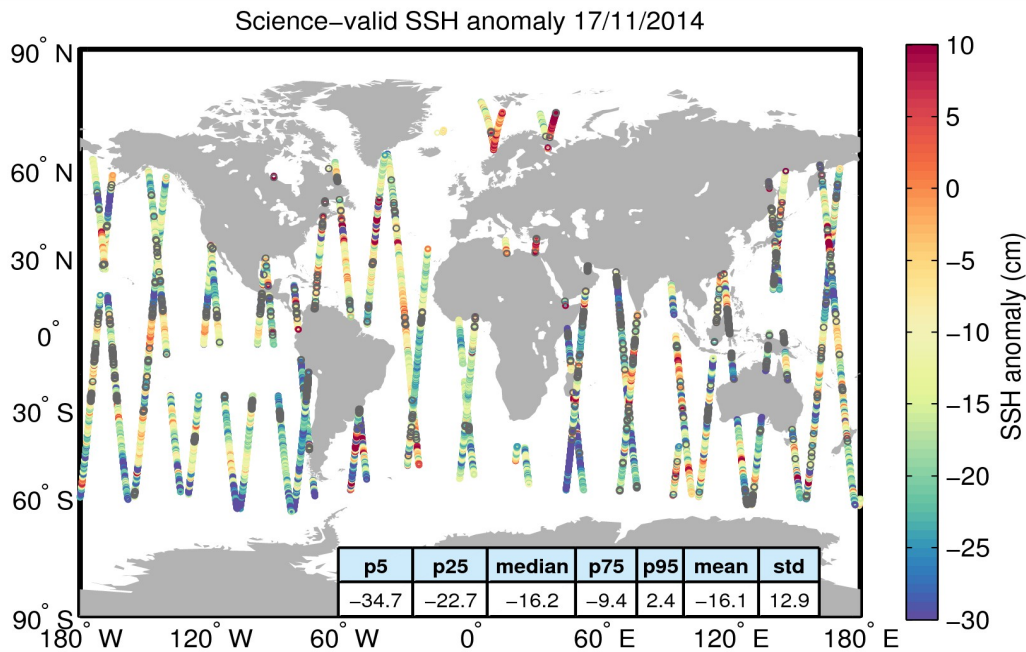 Science−valid SSH anomaly 17/11/2014
90° N
60° N
30° N
0°
30° S
60° S
90° S
180° W
120° W
60° W
0°
60° E
120° E
180° E
p5 p25 median p75 p95 mean std
−34.7 −22.7 −16.2 −9.4 2.4 −16.1 12.9
10
5
0
−5
−10
−15
−20
−25
−30
SSH anomaly (cm)